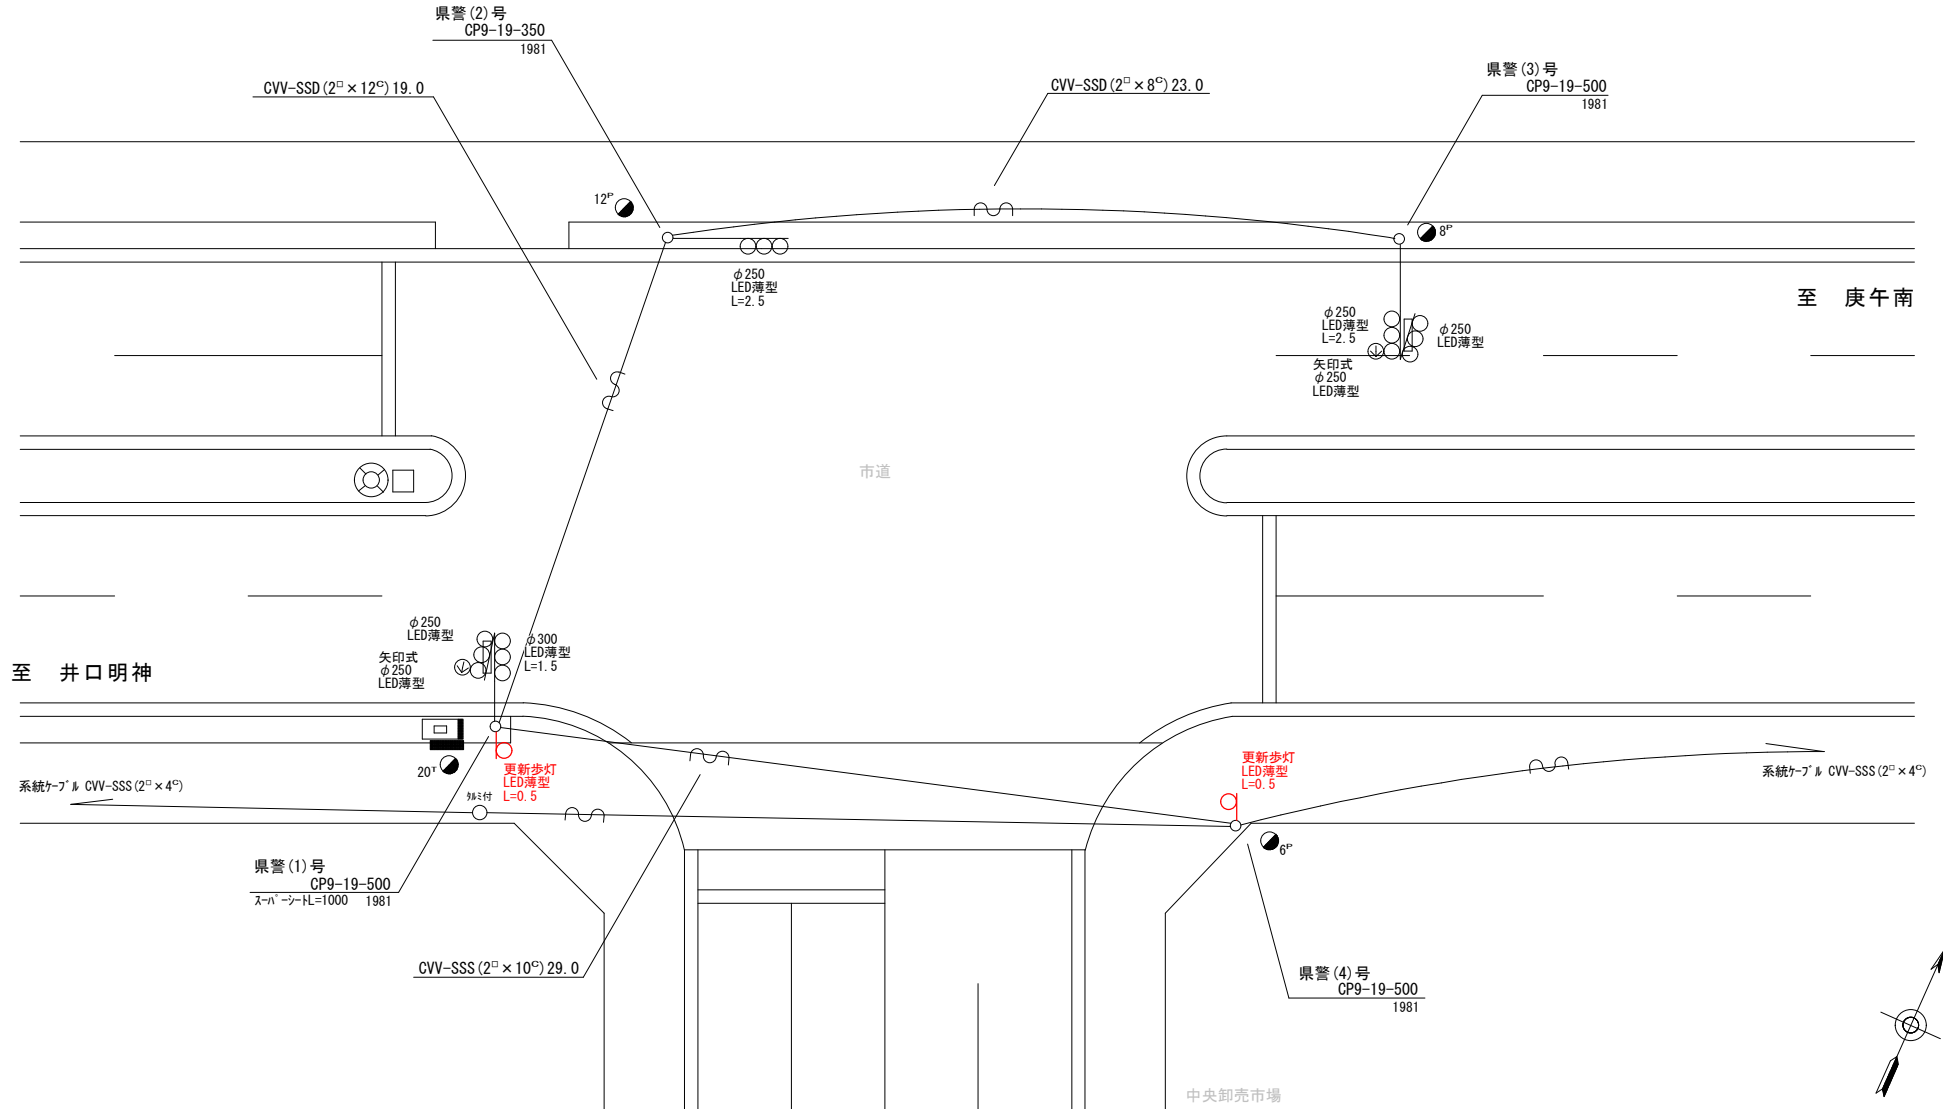 県警(2)号
CP9-19-350
1981
CVV-SSD(2□×12C)19.0
CVV-SSD(2□×8C)23.0
県警(3)号
CP9-19-500
1981
12P
8P
φ250
LED薄型
L=2.5
至 庚午南
φ250
LED薄型
L=2.5
φ250
LED薄型
矢印式
φ250
LED薄型
市道
φ250
LED薄型
矢印式
φ250
LED薄型
φ300
LED薄型
L=1.5
至 井口明神
20T
更新歩灯
LED薄型
L=0.5
更新歩灯
LED薄型
L=0.5
系統ケーブル CVV-SSS(2□×4C)
タルミ付
系統ケーブル CVV-SSS(2□×4C)
6P
県警(1)号
CP9-19-500
スーパーシートL=1000 1981
CVV-SSS(2□×10C)29.0
県警(4)号
CP9-19-500
1981
中央卸売市場